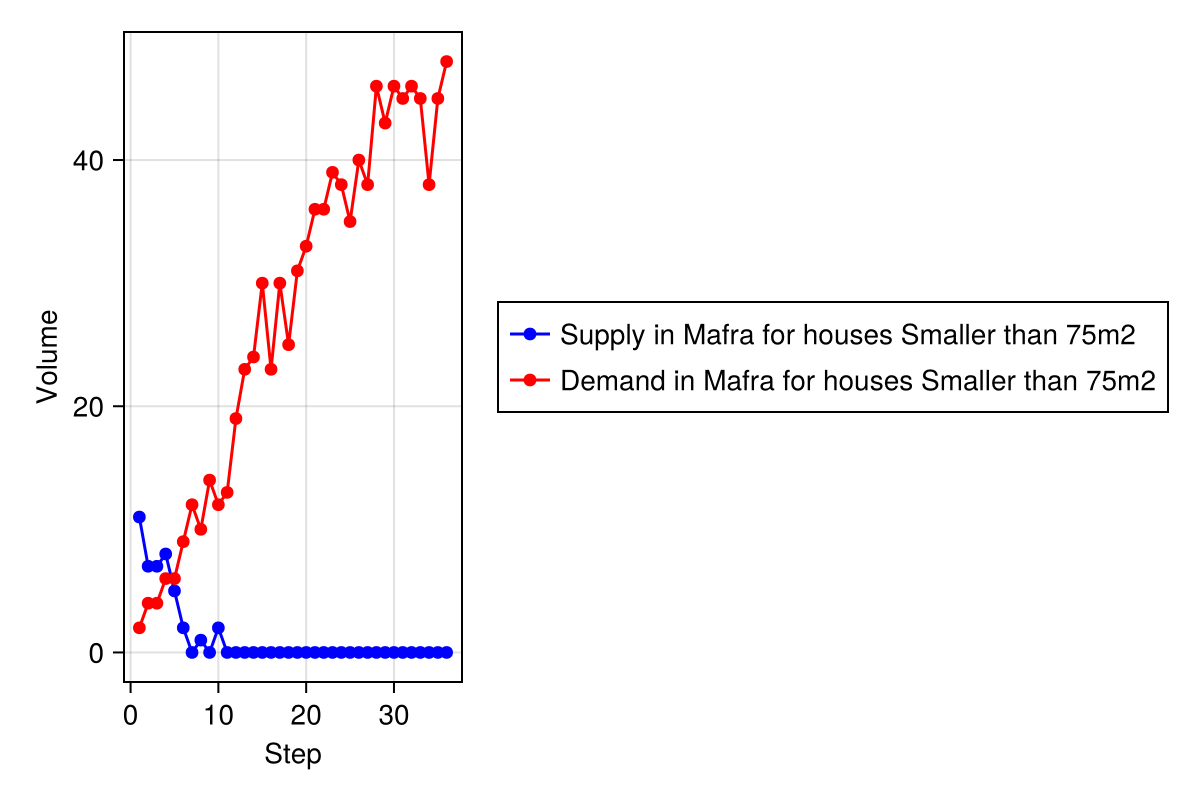 40
20
0
Volume
0 10 20 30
Step
Supply in Mafra for houses Smaller than 75m2
Demand in Mafra for houses Smaller than 75m2